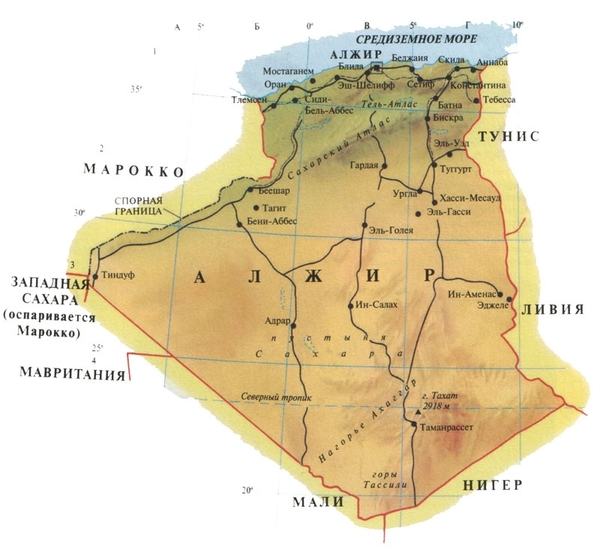 А
Б
0°
В
5°
Г
10°
1
СРЕДИЗЕМНОЕ МОРЕ
АЛЖИР
Беджаия
Скида
Аннаба
Блида
Мостаганем
Эш-Шелифф
Сетиф
Константина
Оран
35°
Тлемсен
Сиди-
Бель-Аббес
Тель-Атлас
Батна
Тебесса
Бискра
2
Сахарский Атлас
ТУНИС
Эль-Уэд
МАРОККО
Гардая
Туггурт
Бешар
Ургла
Хасси-Месауд
СПОРНАЯ
ГРАНИЦА
Тагит
Эль-Гасси
30°
Бени-Аббес
Эль-Голея
3
Тиндуф
АЛЖИР
ЗАПАДНАЯ
САХАРА
(оспаривается
Марокко)
Ин-Аменас
Эджеле
Ин-Салах
ЛИВИЯ
Адрар
пустыня
Сахара
25°
4
МАВРИТАНИЯ
Северный тропик
г. Тахат
2918 м
Нагорье Ахаггар
Таманрассет
горы
Тассили
20°
МАЛИ
5°
НИГЕР